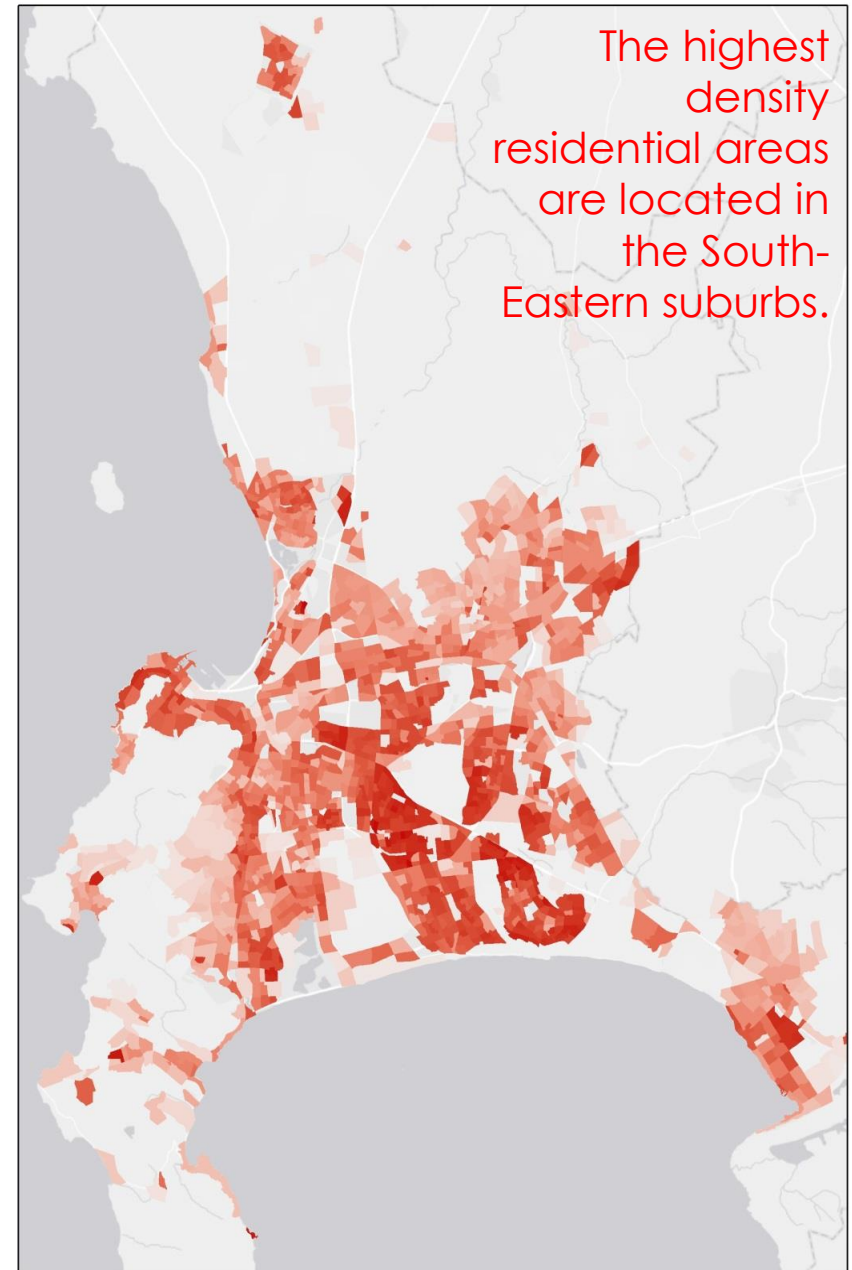 The highest
density
residential areas
are located in
the South-
Eastern suburbs.